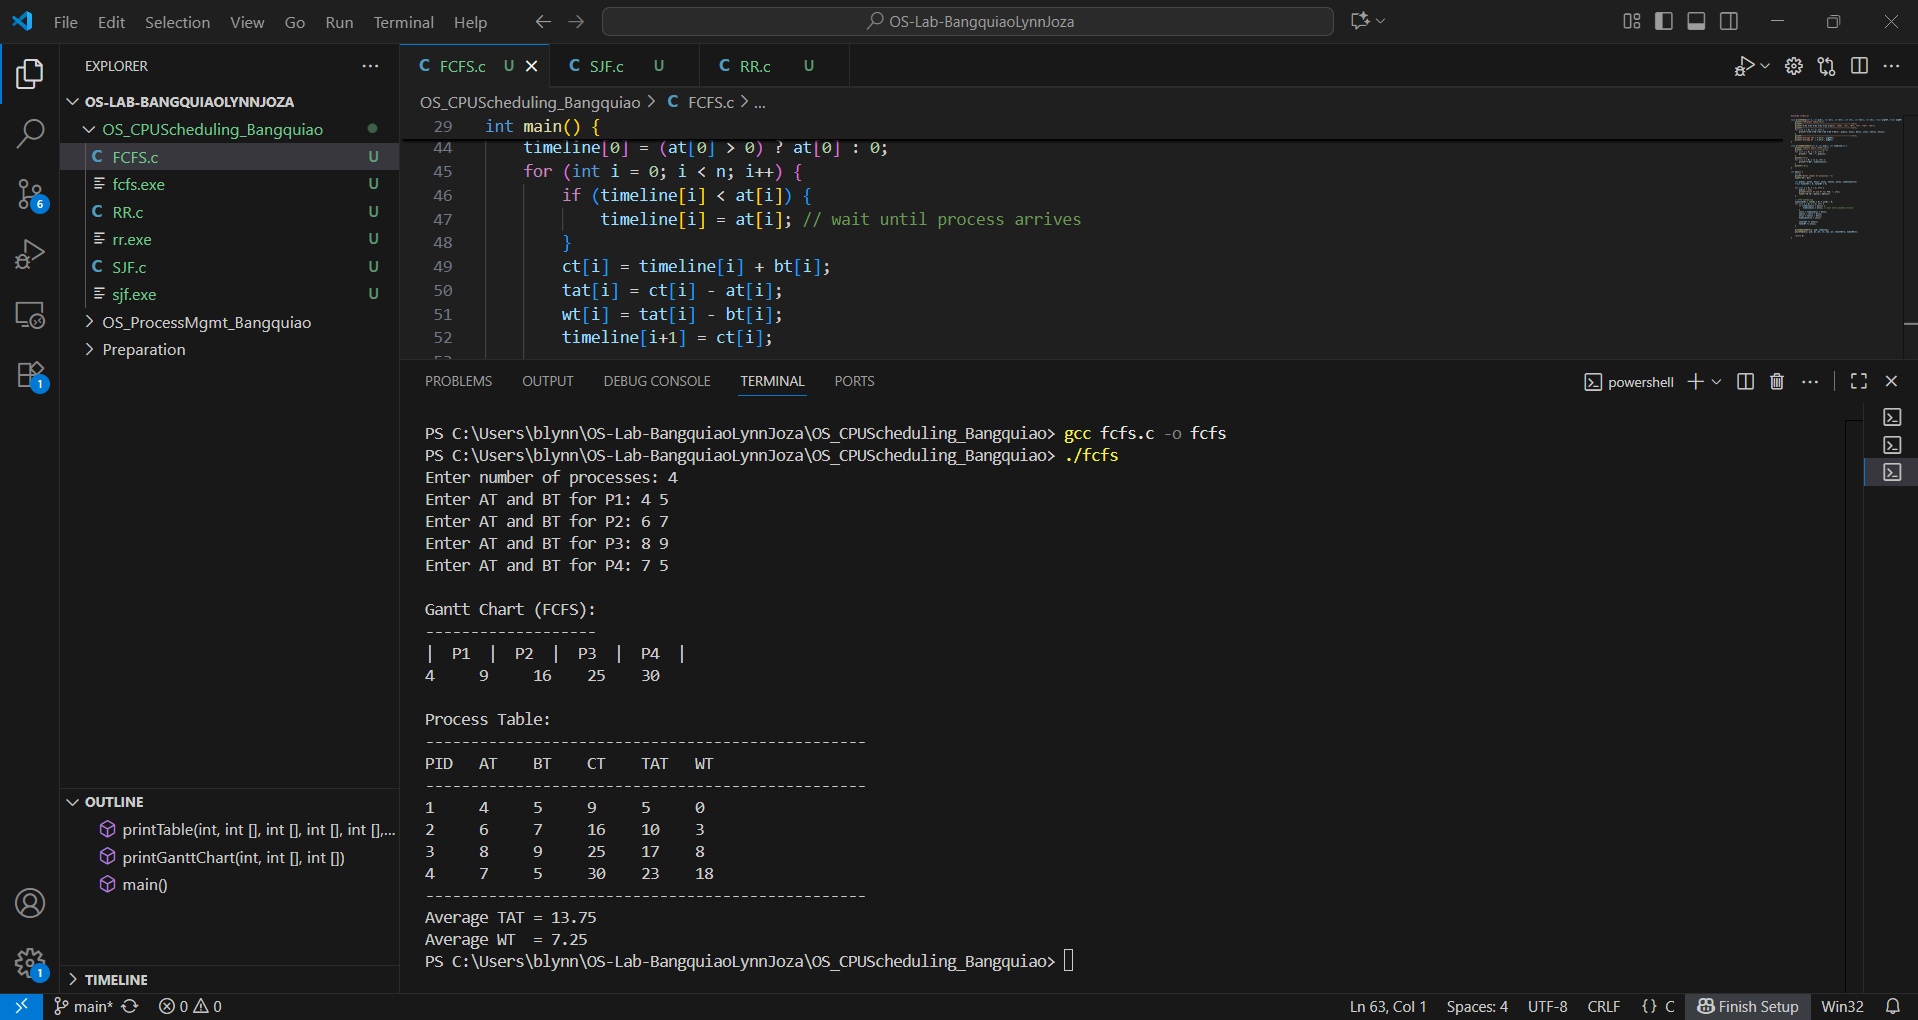 File Edit Selection View Go Run Terminal Help
OS-Lab-BangquiaoLynnJoza
EXPLORER
OS-LAB-BANGQUIAOLYNNJOZA
OS_CPUScheduling_Bangquiao
C FCFS.c U
fcfs.exe U
C RR.c U
rr.exe U
C SJF.c U
sjf.exe U
OS_ProcessMgmt_Bangquiao
Preparation
6
1
OUTLINE
printTable(int, int [], int [], int [], int [],...
printGanttChart(int, int [])
main()
TIMELINE
1
C FCFS.c U
C SJF.c U
C RR.c U
OS_CPUScheduling_Bangquiao > C FCFS.c > ...
29 int main() {
44 timeline[0] = (at[0] > 0) ? at[0] : 0;
45 for (int i = 0; i < n; i++) {
46 if (timeline[i] < at[i]) {
47 timeline[i] = at[i]; // wait until process arrives
48 }
49 ct[i] = timeline[i] + bt[i];
50 tat[i] = ct[i] - at[i];
51 wt[i] = tat[i] - bt[i];
52 timeline[i+1] = ct[i];
PROBLEMS OUTPUT DEBUG CONSOLE TERMINAL PORTS
powershell
PS C:\Users\blynn\OS-Lab-BangquiaoLynnJoza\OS_CPUScheduling_Bangquiao> gcc fcfs.c -o fcfs
PS C:\Users\blynn\OS-Lab-BangquiaoLynnJoza\OS_CPUScheduling_Bangquiao> ./fcfs
Enter number of processes: 4
Enter AT and BT for P1: 4 5
Enter AT and BT for P2: 6 7
Enter AT and BT for P3: 8 9
Enter AT and BT for P4: 7 5
Gantt Chart (FCFS):
-------------------
| P1 | P2 | P3 | P4 |
4 9 16 25 30
Process Table:
-------------------------------------------------
PID AT BT CT TAT WT
-------------------------------------------------
1 4 5 9 5 0
2 6 7 16 10 3
3 8 9 25 17 8
4 7 5 30 23 18
-------------------------------------------------
Average TAT = 13.75
Average WT = 7.25
PS C:\Users\blynn\OS-Lab-BangquiaoLynnJoza\OS_CPUScheduling_Bangquiao>
main* 0 0 Ln 63, Col 1 Spaces: 4 UTF-8 CRLF {} C Finish Setup Win32